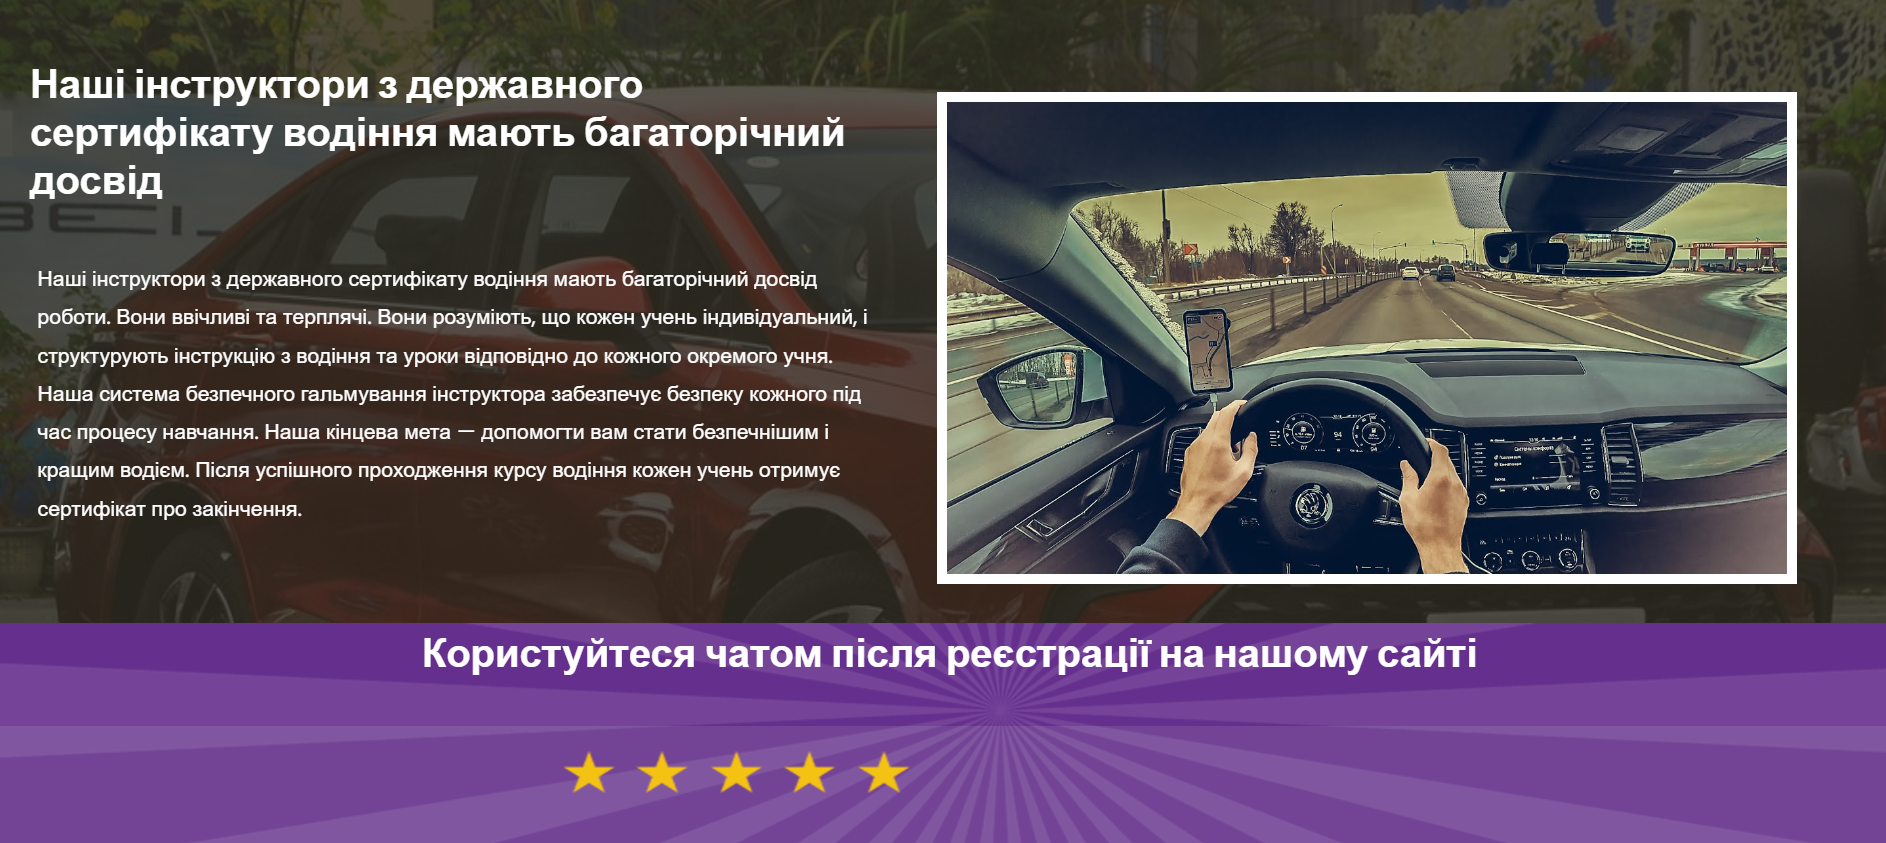 Наші інструктори з державного
сертифікату водіння мають багаторічний
досвід
Наші інструктори з державного сертифікату водіння мають багаторічний досвід
роботи. Вони ввічливі та терплячі. Вони розуміють, що кожен учень індивідуальний, і
структурують інструкцію з водіння та уроки відповідно до кожного окремого учня.
Наша система безпечного гальмування інструктора забезпечує безпеку кожного під
час процесу навчання. Наша кінцева мета — допомогти вам стати безпечнішим і
кращим водієм. Після успішного проходження курсу водіння кожен учень отримує
сертифікат про закінчення.
94
Користуйтеся чатом після реєстрації на нашому сайті